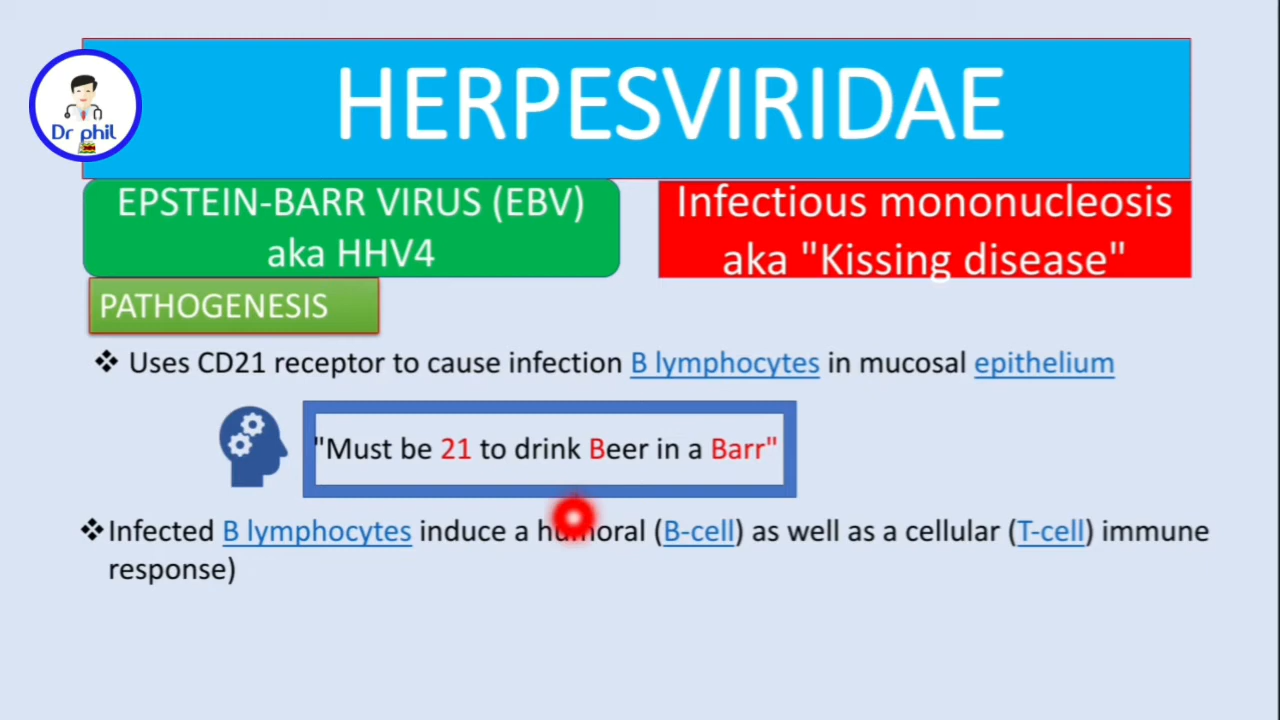 Dr phil
HERPESVIRIDAE
EPSTEIN-BARR VIRUS (EBV)
aka HHV4
Infectious mononucleosis
aka "Kissing disease"
PATHOGENESIS
❖ Uses CD21 receptor to cause infection B lymphocytes in mucosal epithelium
"Must be 21 to drink Beer in a Barr"
❖Infected B lymphocytes induce a humoral (B-cell) as well as a cellular (T-cell) immune
response)